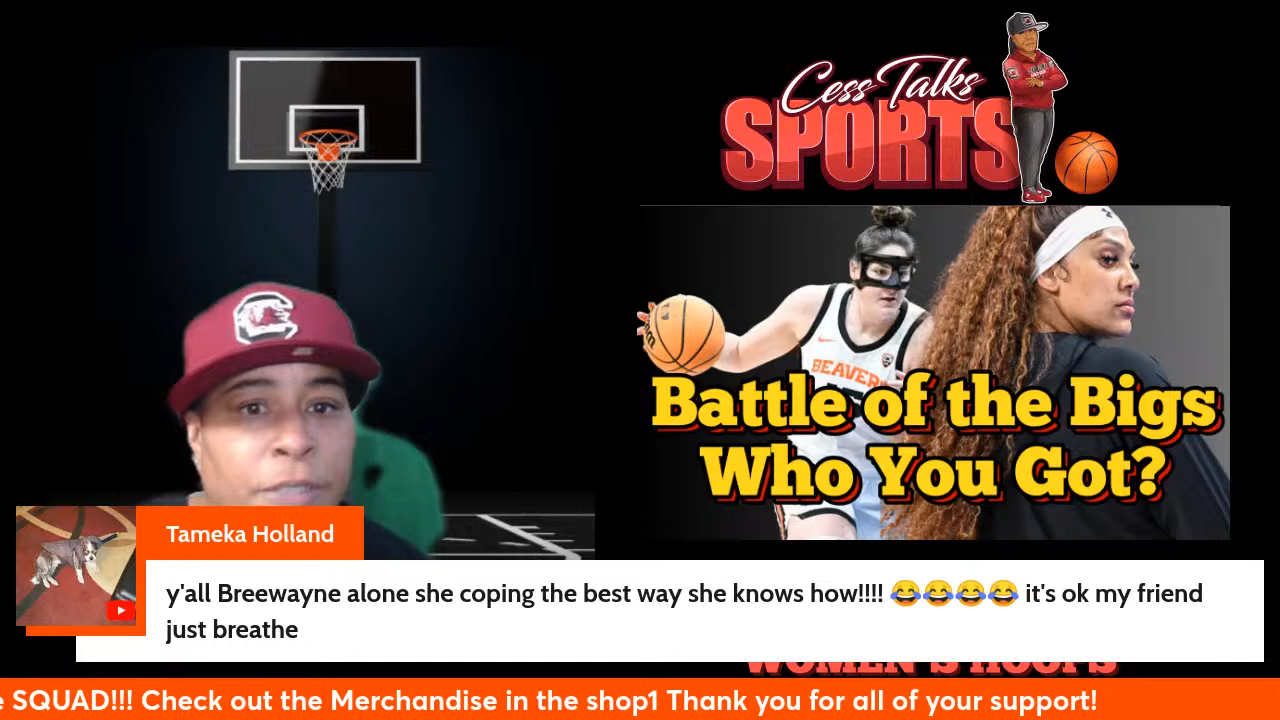 Cess Talks
SPORTS
BEAVERS
Battle of the Bigs
Who You Got?
Tameka Holland
y'all Breewayne alone she coping the best way she knows how!!!! 😂😂😂😂 it's ok my friend
just breathe
WOMEN'S HOOPS
SQUAD!!! Check out the Merchandise in the shop1 Thank you for all of your support!